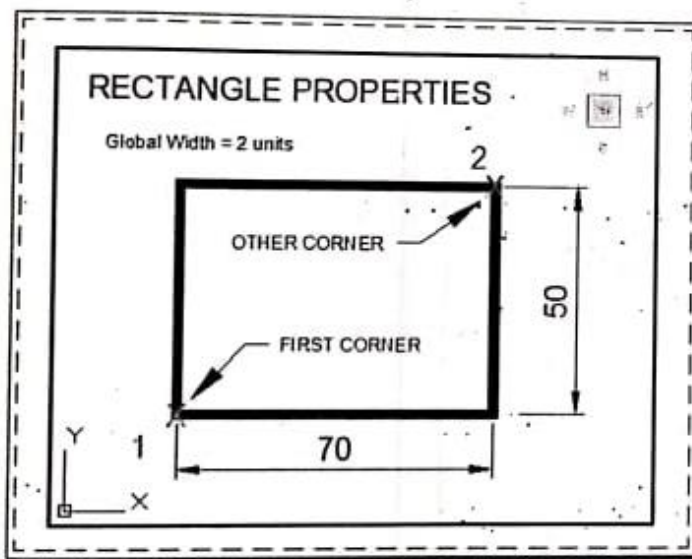 RECTANGLE PROPERTIES
Global Width = 2 units
2
OTHER CORNER
50
FIRST CORNER
1
70
Y
X